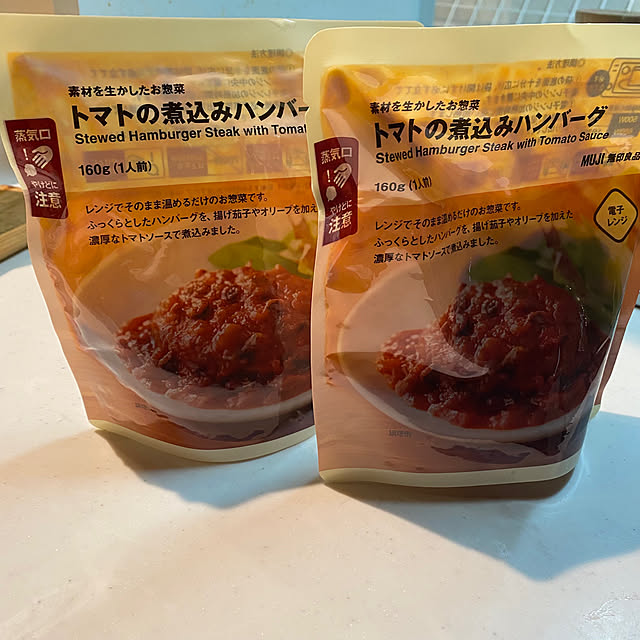 素材を生かしたお惣菜
トマトの煮込みハンバー
Stewed Hamburger Steak with Tomat
160g(1人前)
蒸気口
やけどに
注意
レンジでそのまま温めるだけのお惣菜です。
ふっくらとしたハンバーグを、揚げ茄子やオリーブを加え
濃厚なトマトソースで煮込みました。
素材を生かしたお惣菜
トマトの煮込みハンバーグ
Stewed Hamburger Steak with Tomato Sauce
MUJI 無印良品
160g(1人前)
蒸気口
やけどに
注意
電子
レンジ
レンジでそのまま温めるだけのお惣菜です。
ふっくらとしたハンバーグを、揚げ茄子やオリーブを加えた
濃厚なトマトソースで煮込みました。